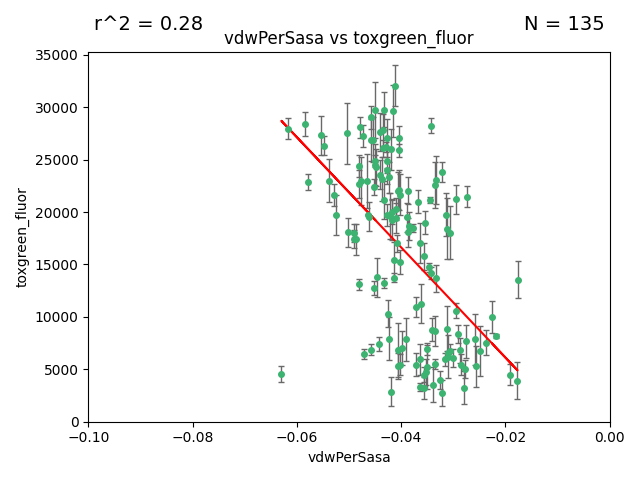 r^2 = 0.28
N = 135
vdwPerSasa vs toxgreen_fluor
35000
30000
25000
20000
15000
10000
5000
0
toxgreen_fluor
−0.10
−0.08
−0.06
−0.04
−0.02
0.00
vdwPerSasa